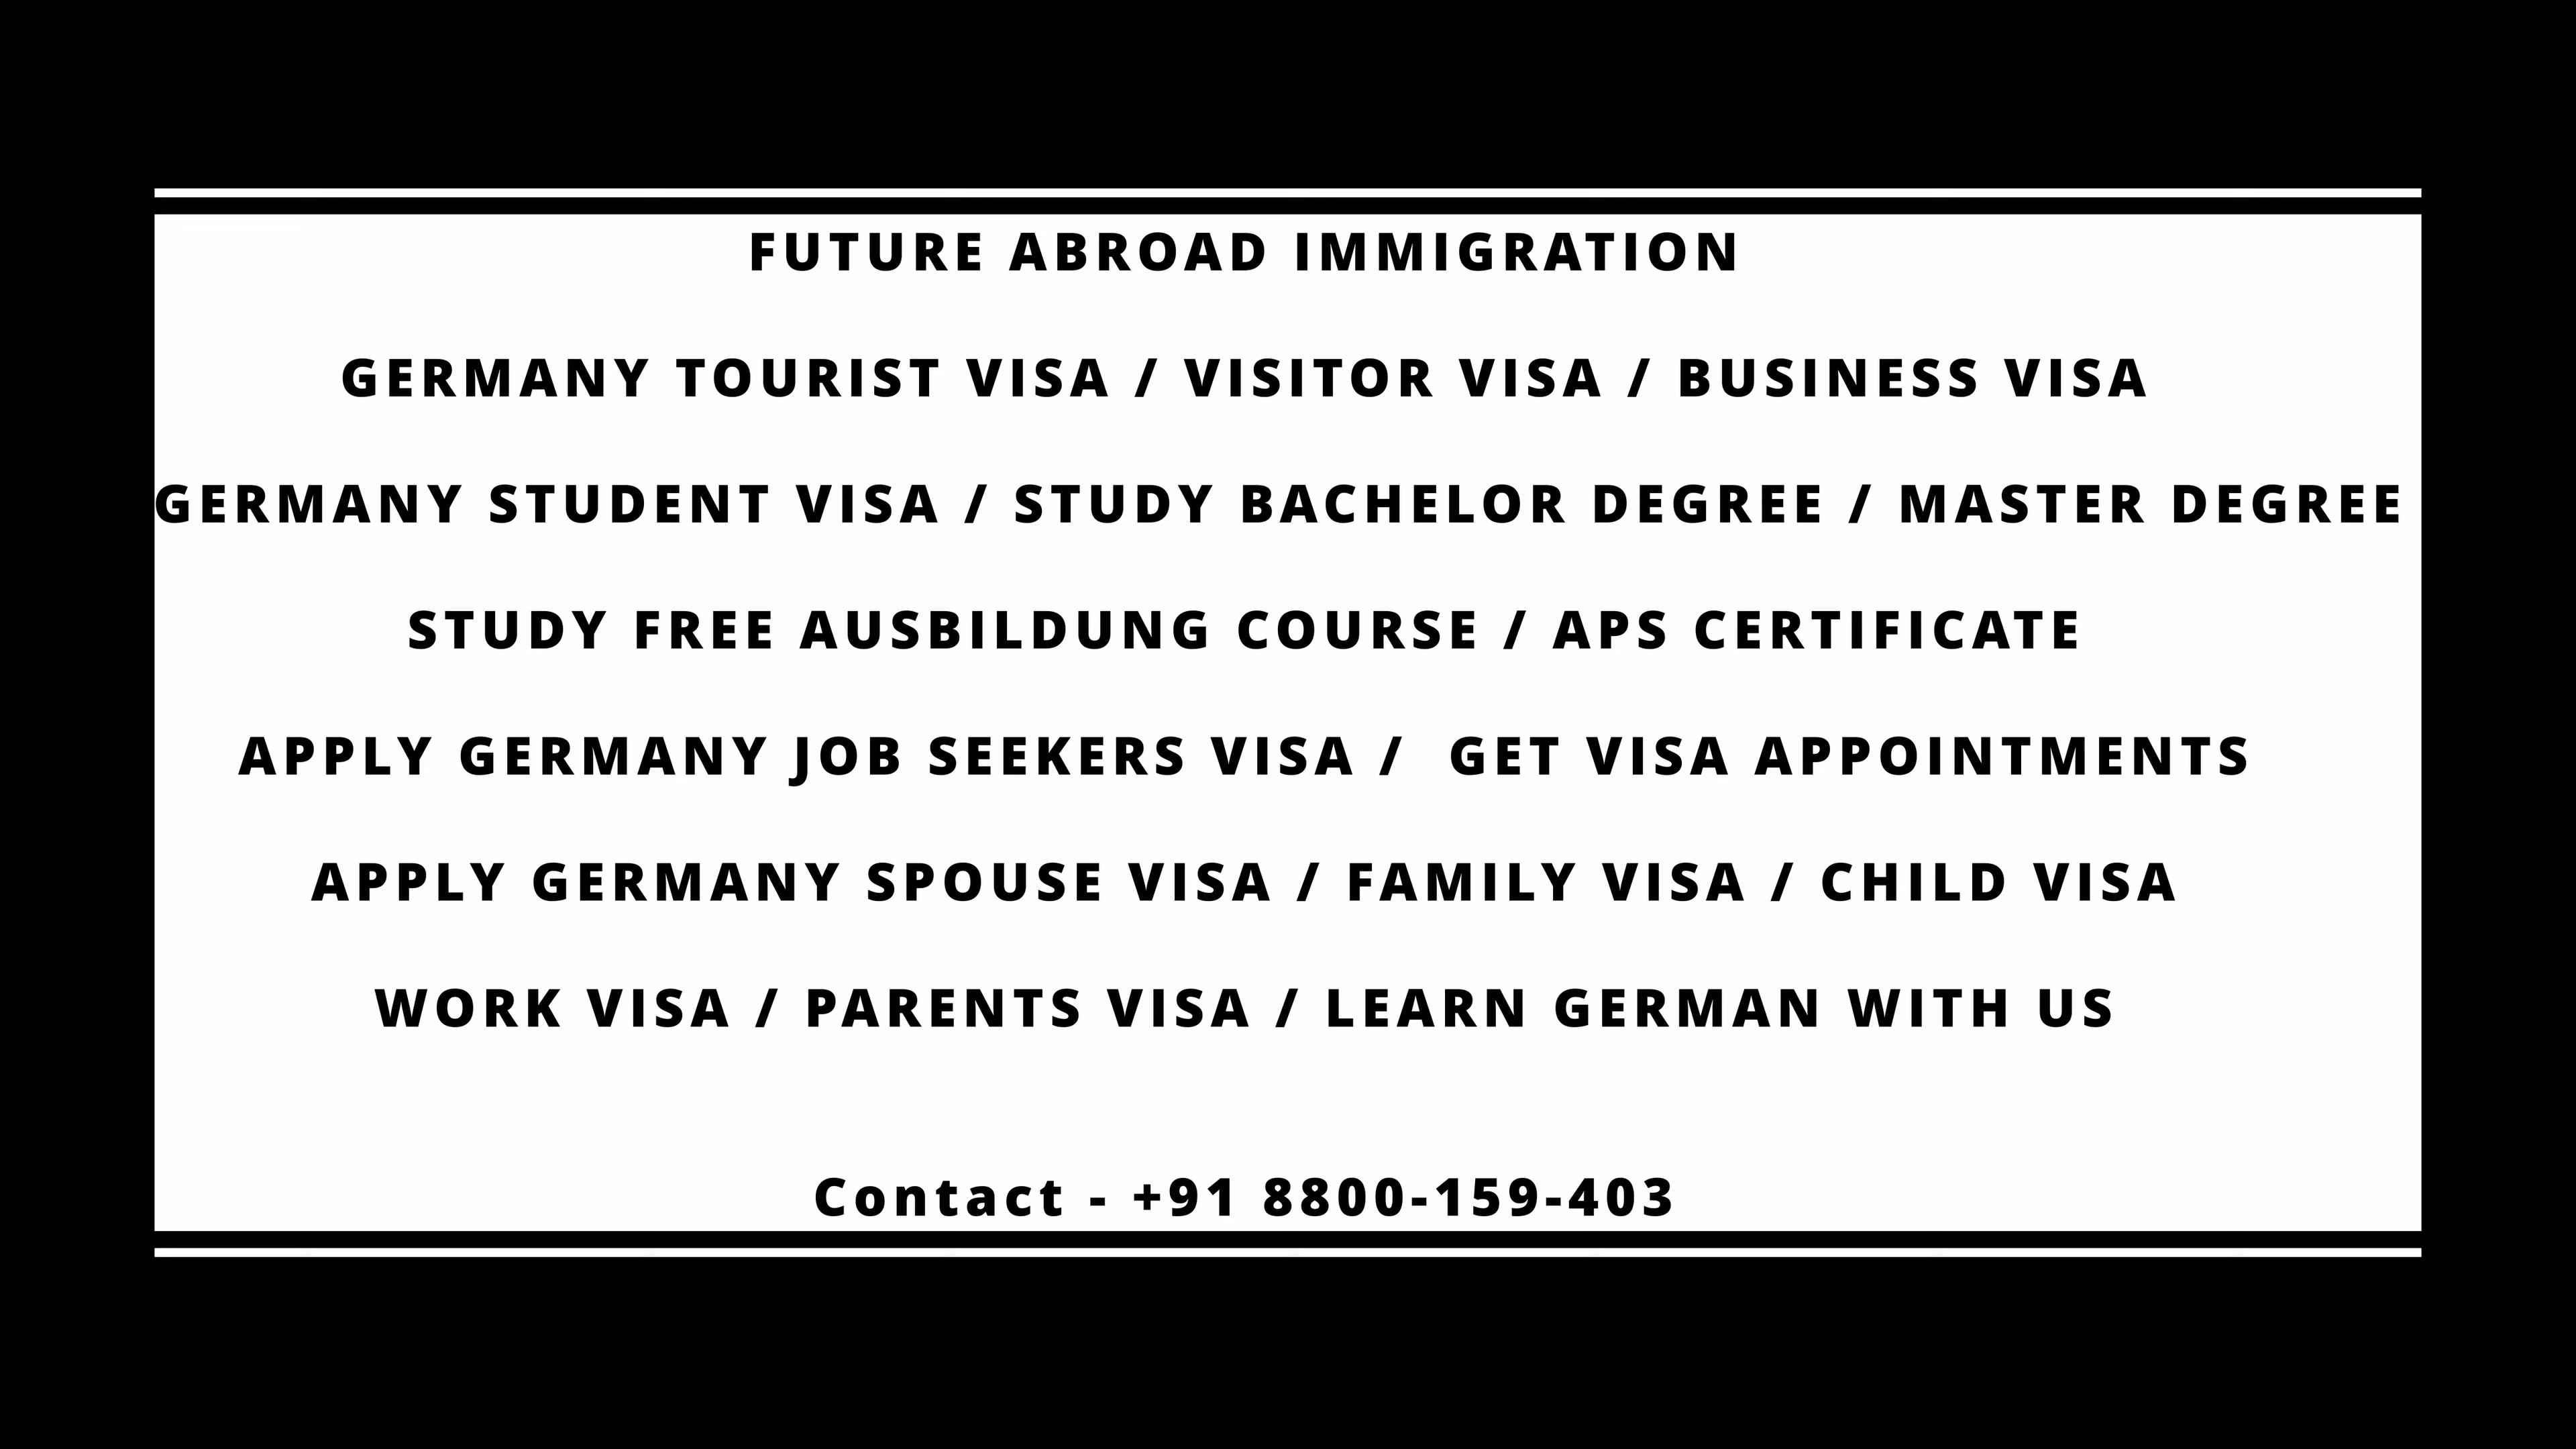 FUTURE ABROAD IMMIGRATION
GERMANY TOURIST VISA / VISITOR VISA / BUSINESS VISA
GERMANY STUDENT VISA / STUDY BACHELOR DEGREE / MASTER DEGREE
STUDY FREE AUSBILDUNG COURSE / APS CERTIFICATE
APPLY GERMANY JOB SEEKERS VISA /  GET VISA APPOINTMENTS
APPLY GERMANY SPOUSE VISA / FAMILY VISA / CHILD VISA
WORK VISA / PARENTS VISA / LEARN GERMAN WITH US
Contact - +91 8800-159-403